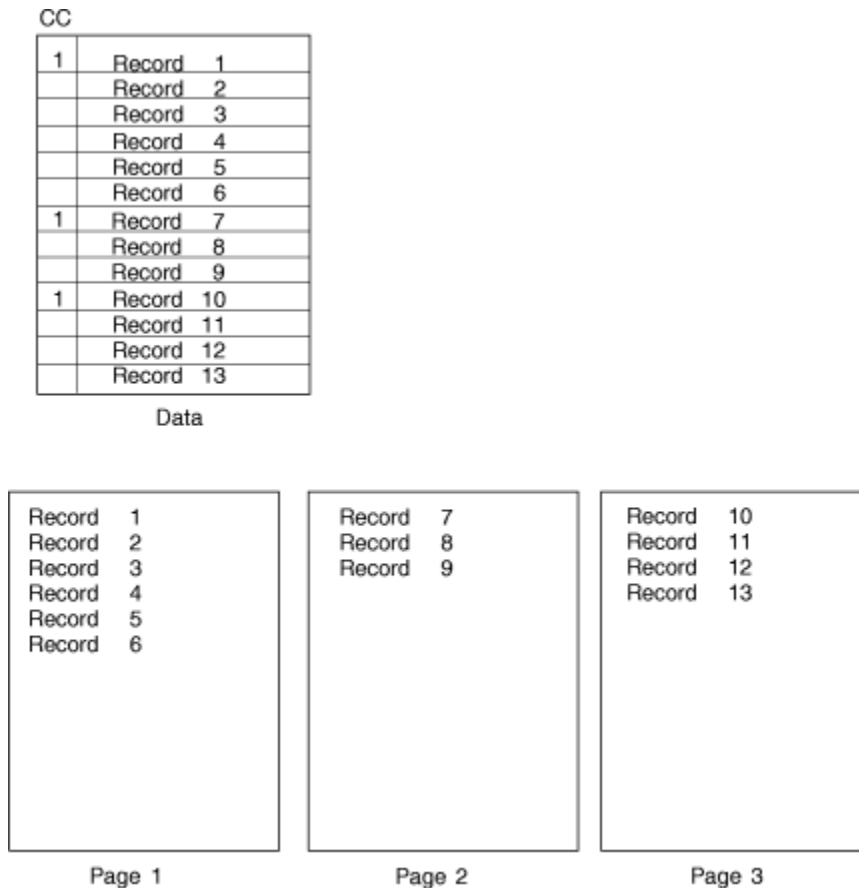 CC
1 Record 1
Record 2
Record 3
Record 4
Record 5
Record 6
1 Record 7
Record 8
Record 9
1 Record 10
Record 11
Record 12
Record 13
Data
Record 1
Record 2
Record 3
Record 4
Record 5
Record 6
Page 1
Record 7
Record 8
Record 9
Page 2
Record 10
Record 11
Record 12
Record 13
Page 3